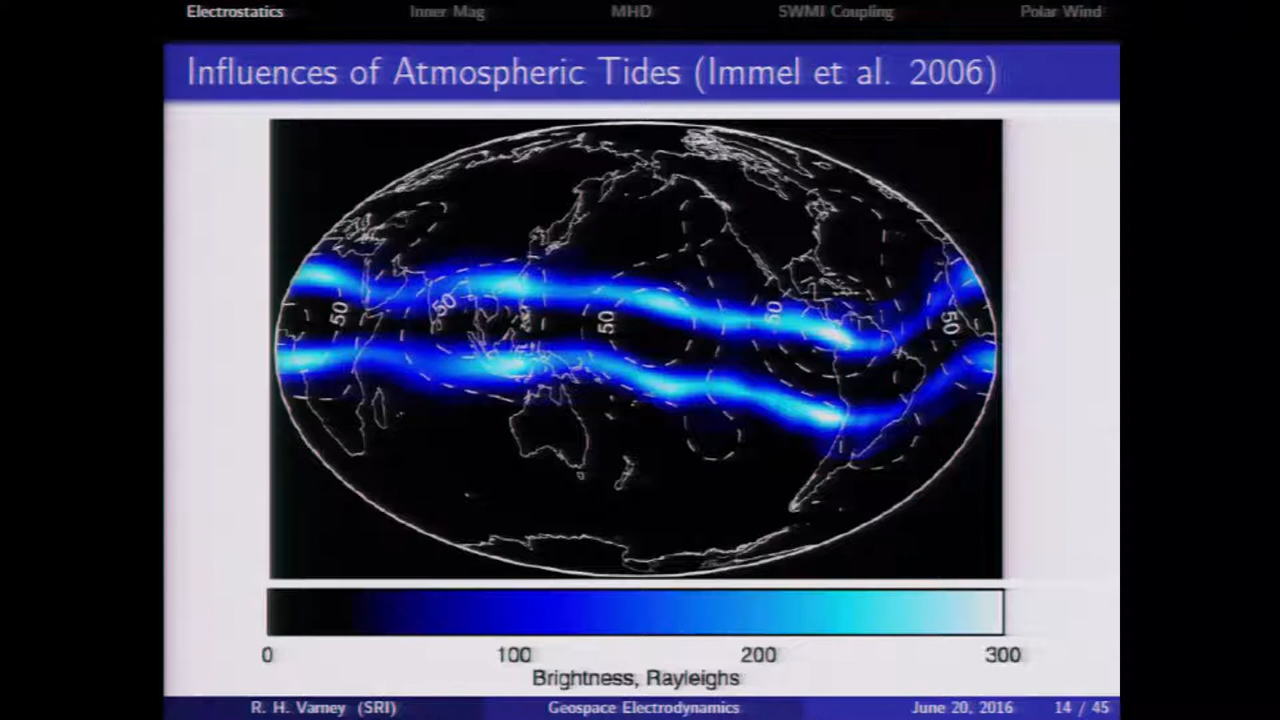 Electrostatics Inner Mag MHD SWMI Coupling Polar Wind
Influences of Atmospheric Tides (Immel et al. 2006)
50 50 50 50 50
0 100 200 300
Brightness, Rayleighs
R. H. Varney (SRI) Geospace Electrodynamics June 20, 2016 14 / 45